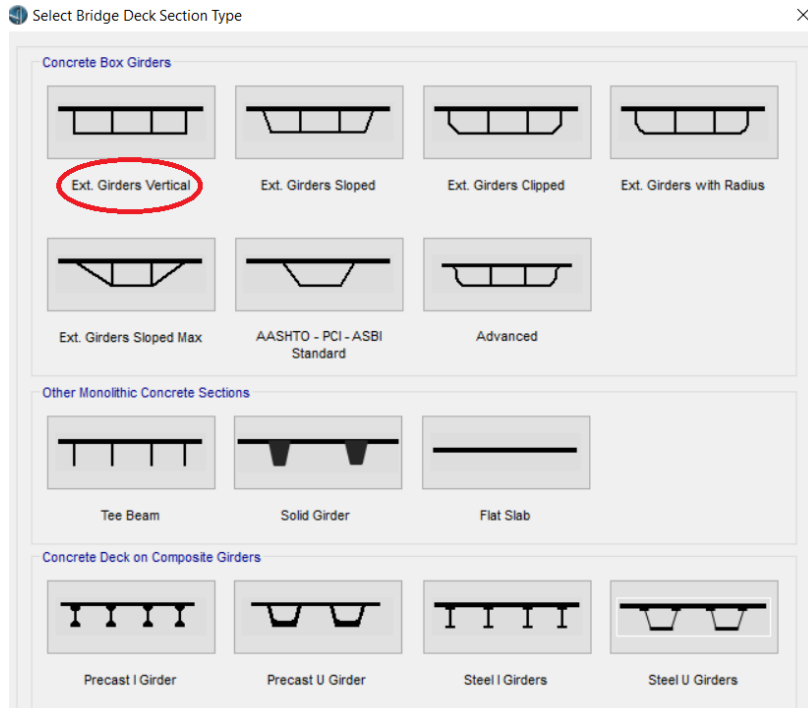 Select Bridge Deck Section Type
Concrete Box Girders
Ext. Girders Vertical
Ext. Girders Sloped
Ext. Girders Clipped
Ext. Girders with Radius
Ext. Girders Sloped Max
AASHTO - PCI - ASBI
Standard
Advanced
Other Monolithic Concrete Sections
Tee Beam
Solid Girder
Flat Slab
Concrete Deck on Composite Girders
Precast I Girder
Precast U Girder
Steel I Girders
Steel U Girders